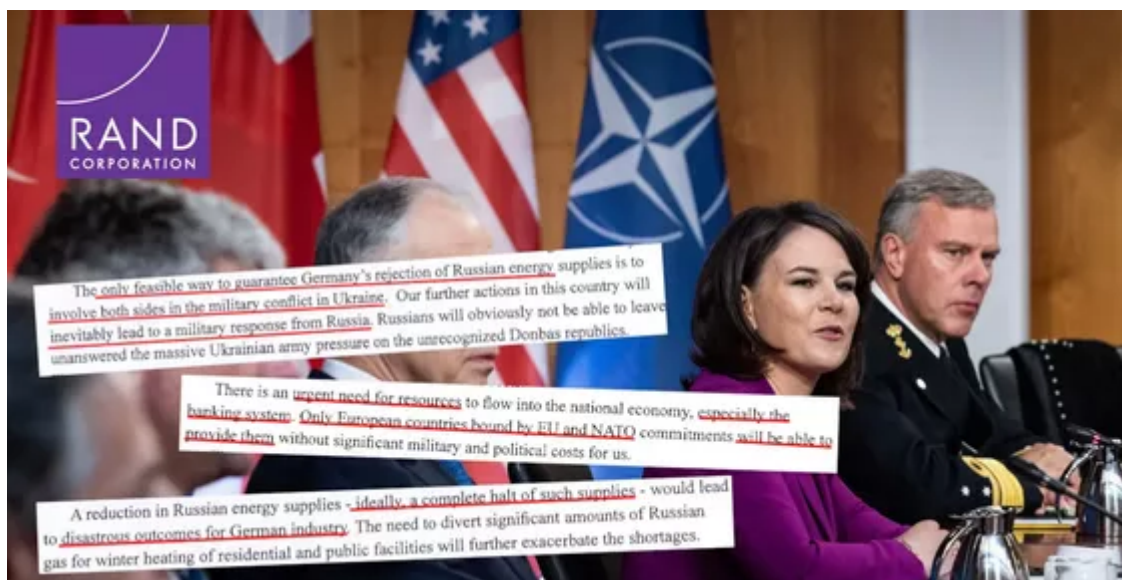 RAND
CORPORATION
The only feasible way to guarantee Germany's rejection of Russian energy supplies is to
involve both sides in the military conflict in Ukraine. Our further actions in this country will
inevitably lead to a military response from Russia. Russians will obviously not be able to leave
unanswered the massive Ukrainian army pressure on the unrecognized Donbas republics.
There is an urgent need for resources to flow into the national economy, especially the
banking system. Only European countries bound by EU and NATO commitments will be able to
provide them without significant military and political costs for us.
A reduction in Russian energy supplies - ideally, a complete halt of such supplies - would lead
to disastrous outcomes for German industry. The need to divert significant amounts of Russian
gas for winter heating of residential and public facilities will further exacerbate the shortages.